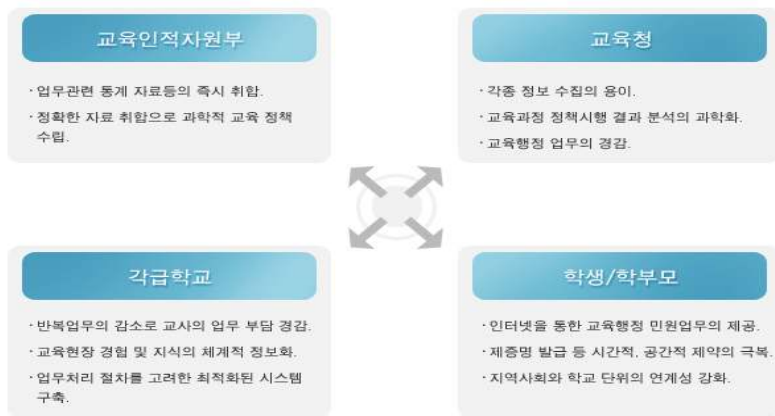 교육인적자원부
· 업무관련 통계 자료등의 즉시 취합.
· 정확한 자료 취합으로 과학적 교육 정책
수립.
교육청
· 각종 정보 수집의 용이.
· 교육과정 정책시행 결과 분석의 과학화.
· 교육행정 업무의 경감.
각급학교
· 반복업무의 감소로 교사의 업무 부담 경감.
· 교육현장 경험 및 지식의 체계적 정보화.
· 업무처리 절차를 고려한 최적화된 시스템
구축.
학생/학부모
· 인터넷을 통한 교육행정 민원업무의 제공.
· 제증명 발급 등 시간적, 공간적 제약의 극복.
· 지역사회와 학교 단위의 연계성 강화.